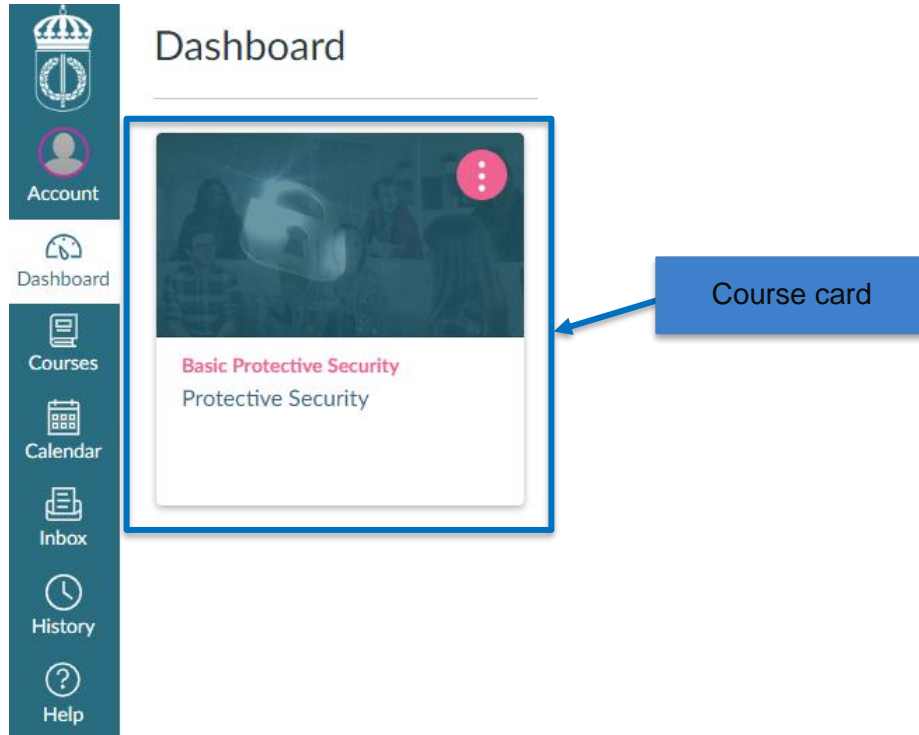 Dashboard
Account
Dashboard
Courses
Calendar
Inbox
History
Help
Basic Protective Security
Protective Security
Course card